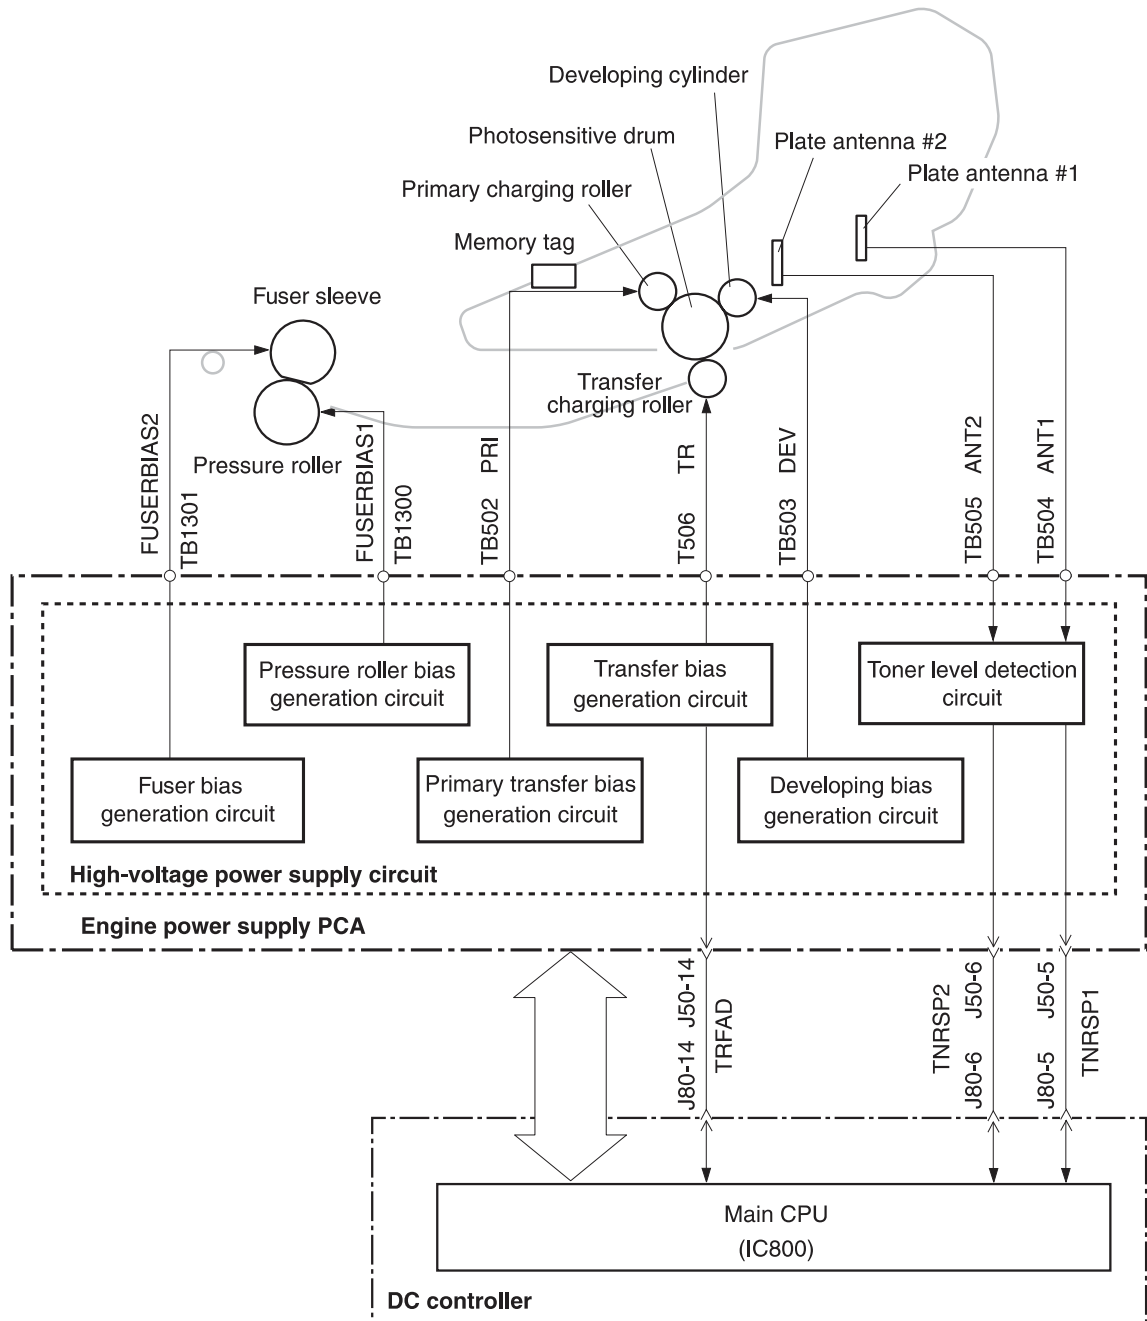 Developing cylinder
Photosensitive drum
Plate antenna #2
Plate antenna #1
Primary charging roller
Memory tag
Fuser sleeve
Transfer
charging roller
Pressure roller
FUSERBIAS2
TB1301
FUSERBIAS1
TB1300
TB502 PRI
T506 TR
TB503 DEV
TB505 ANT2
TB504 ANT1
Pressure roller bias
generation circuit
Transfer bias
generation circuit
Toner level detection
circuit
Fuser bias
generation circuit
Primary transfer bias
generation circuit
Developing bias
generation circuit
High-voltage power supply circuit
Engine power supply PCA
J80-14 J50-14
TRFAD
TNRSP2
J80-6 J50-6
J80-5 J50-5
TNRSP1
Main CPU
(IC800)
DC controller